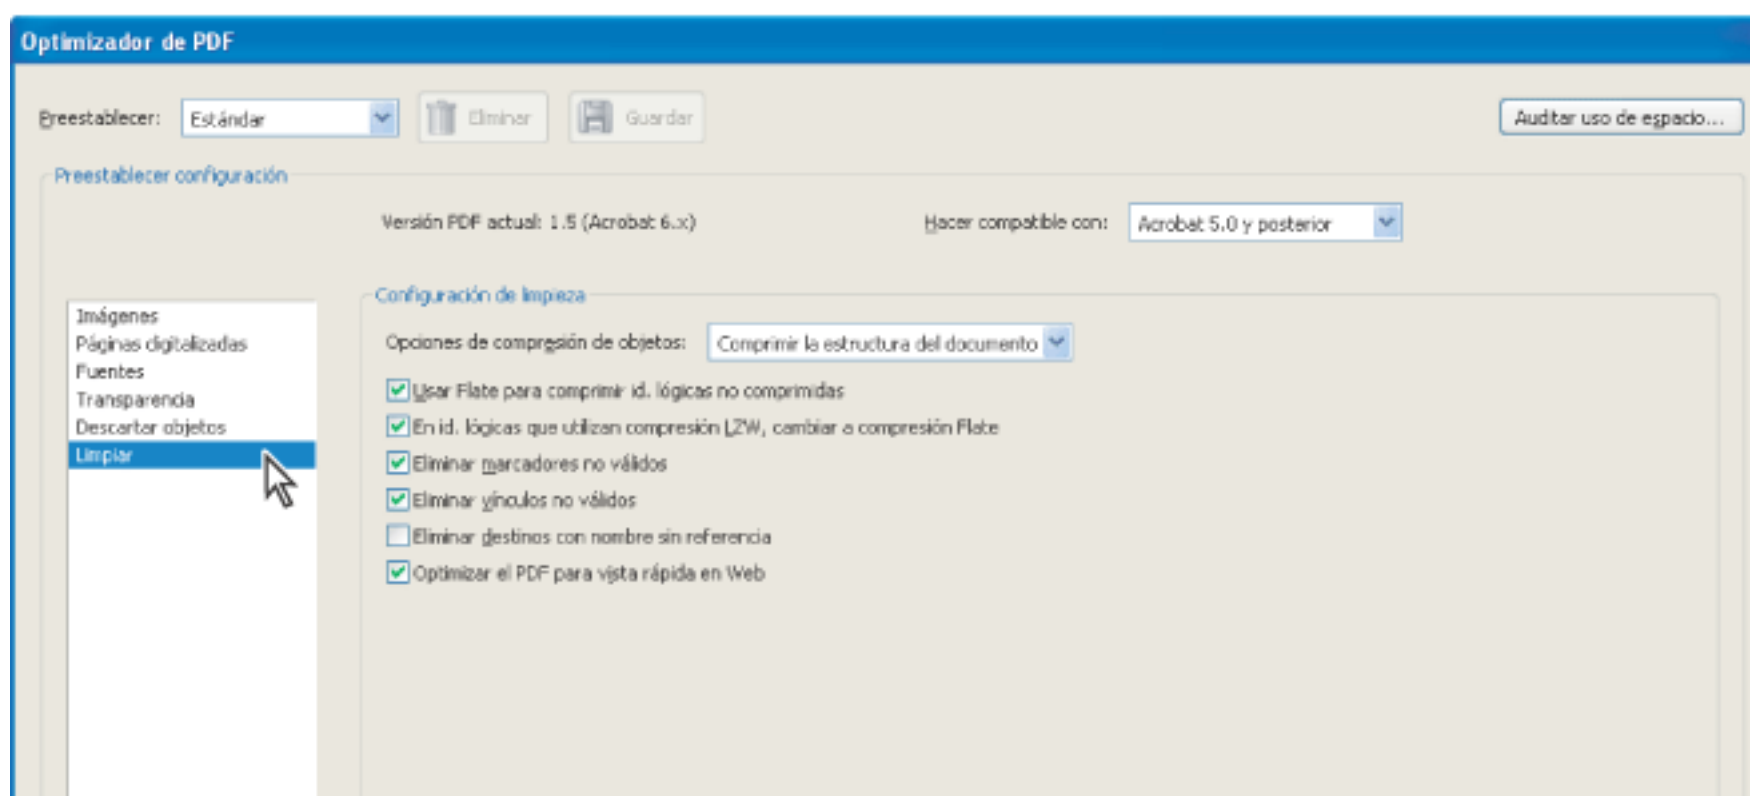 Optimizador de PDF
Preestablecer: Estándar Eliminar Guardar Auditar uso de espacio...
Preestablecer configuración
Versión PDF actual: 1.5 (Acrobat 6.x) Hacer compatible con: Acrobat 5.0 y posterior
Imágenes
Páginas digitalizadas
Fuentes
Transparencia
Descartar objetos
Limpiar
Configuración de limpieza
Opciones de compresión de objetos: Comprimir la estructura del documento
Usar Flate para comprimir id. lógicas no comprimidas
En id. lógicas que utilizan compresión LZW, cambiar a compresión Flate
Eliminar marcadores no válidos
Eliminar vínculos no válidos
Eliminar destinos con nombre sin referencia
Optimizar el PDF para vista rápida en Web